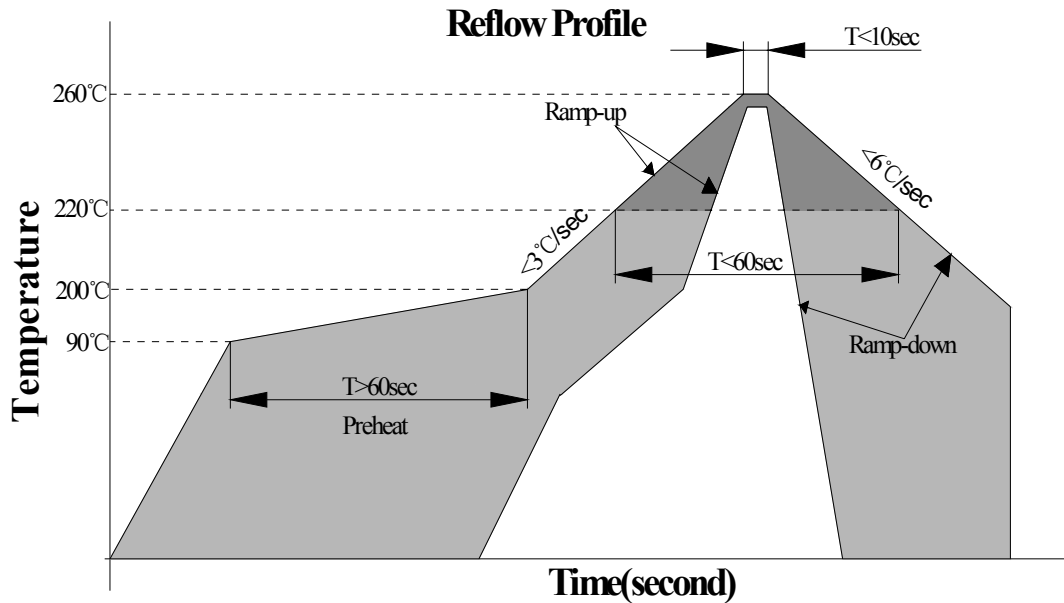 Reflow Profile
T<10sec
260℃
Ramp-up
<6℃/sec
220℃
<3℃/sec
T<60sec
200℃
90℃
Ramp-down
T>60sec
Preheat
Temperature
Time(second)